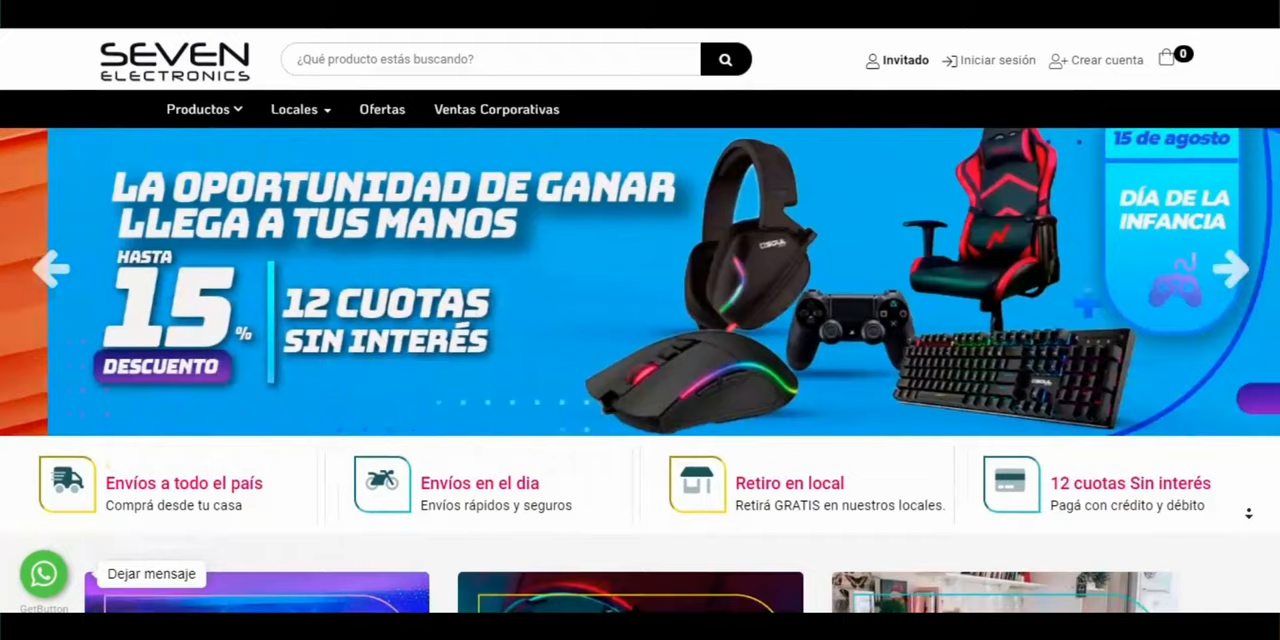 SEVEN
ELECTRONICS
¿Qué producto estás buscando?
Invitado
Iniciar sesión
Crear cuenta
0
Productos
Locales
Ofertas
Ventas Corporativas
LA OPORTUNIDAD DE GANAR
LLEGA A TUS MANOS
HASTA
15%
DESCUENTO
12 CUOTAS
SIN INTERÉS
15 de agosto
DÍA DE LA
INFANCIA
Envíos a todo el país
Comprá desde tu casa
Envíos en el dia
Envíos rápidos y seguros
Retiro en local
Retirá GRATIS en nuestros locales.
12 cuotas Sin interés
Pagá con crédito y débito
Dejar mensaje
GetButton